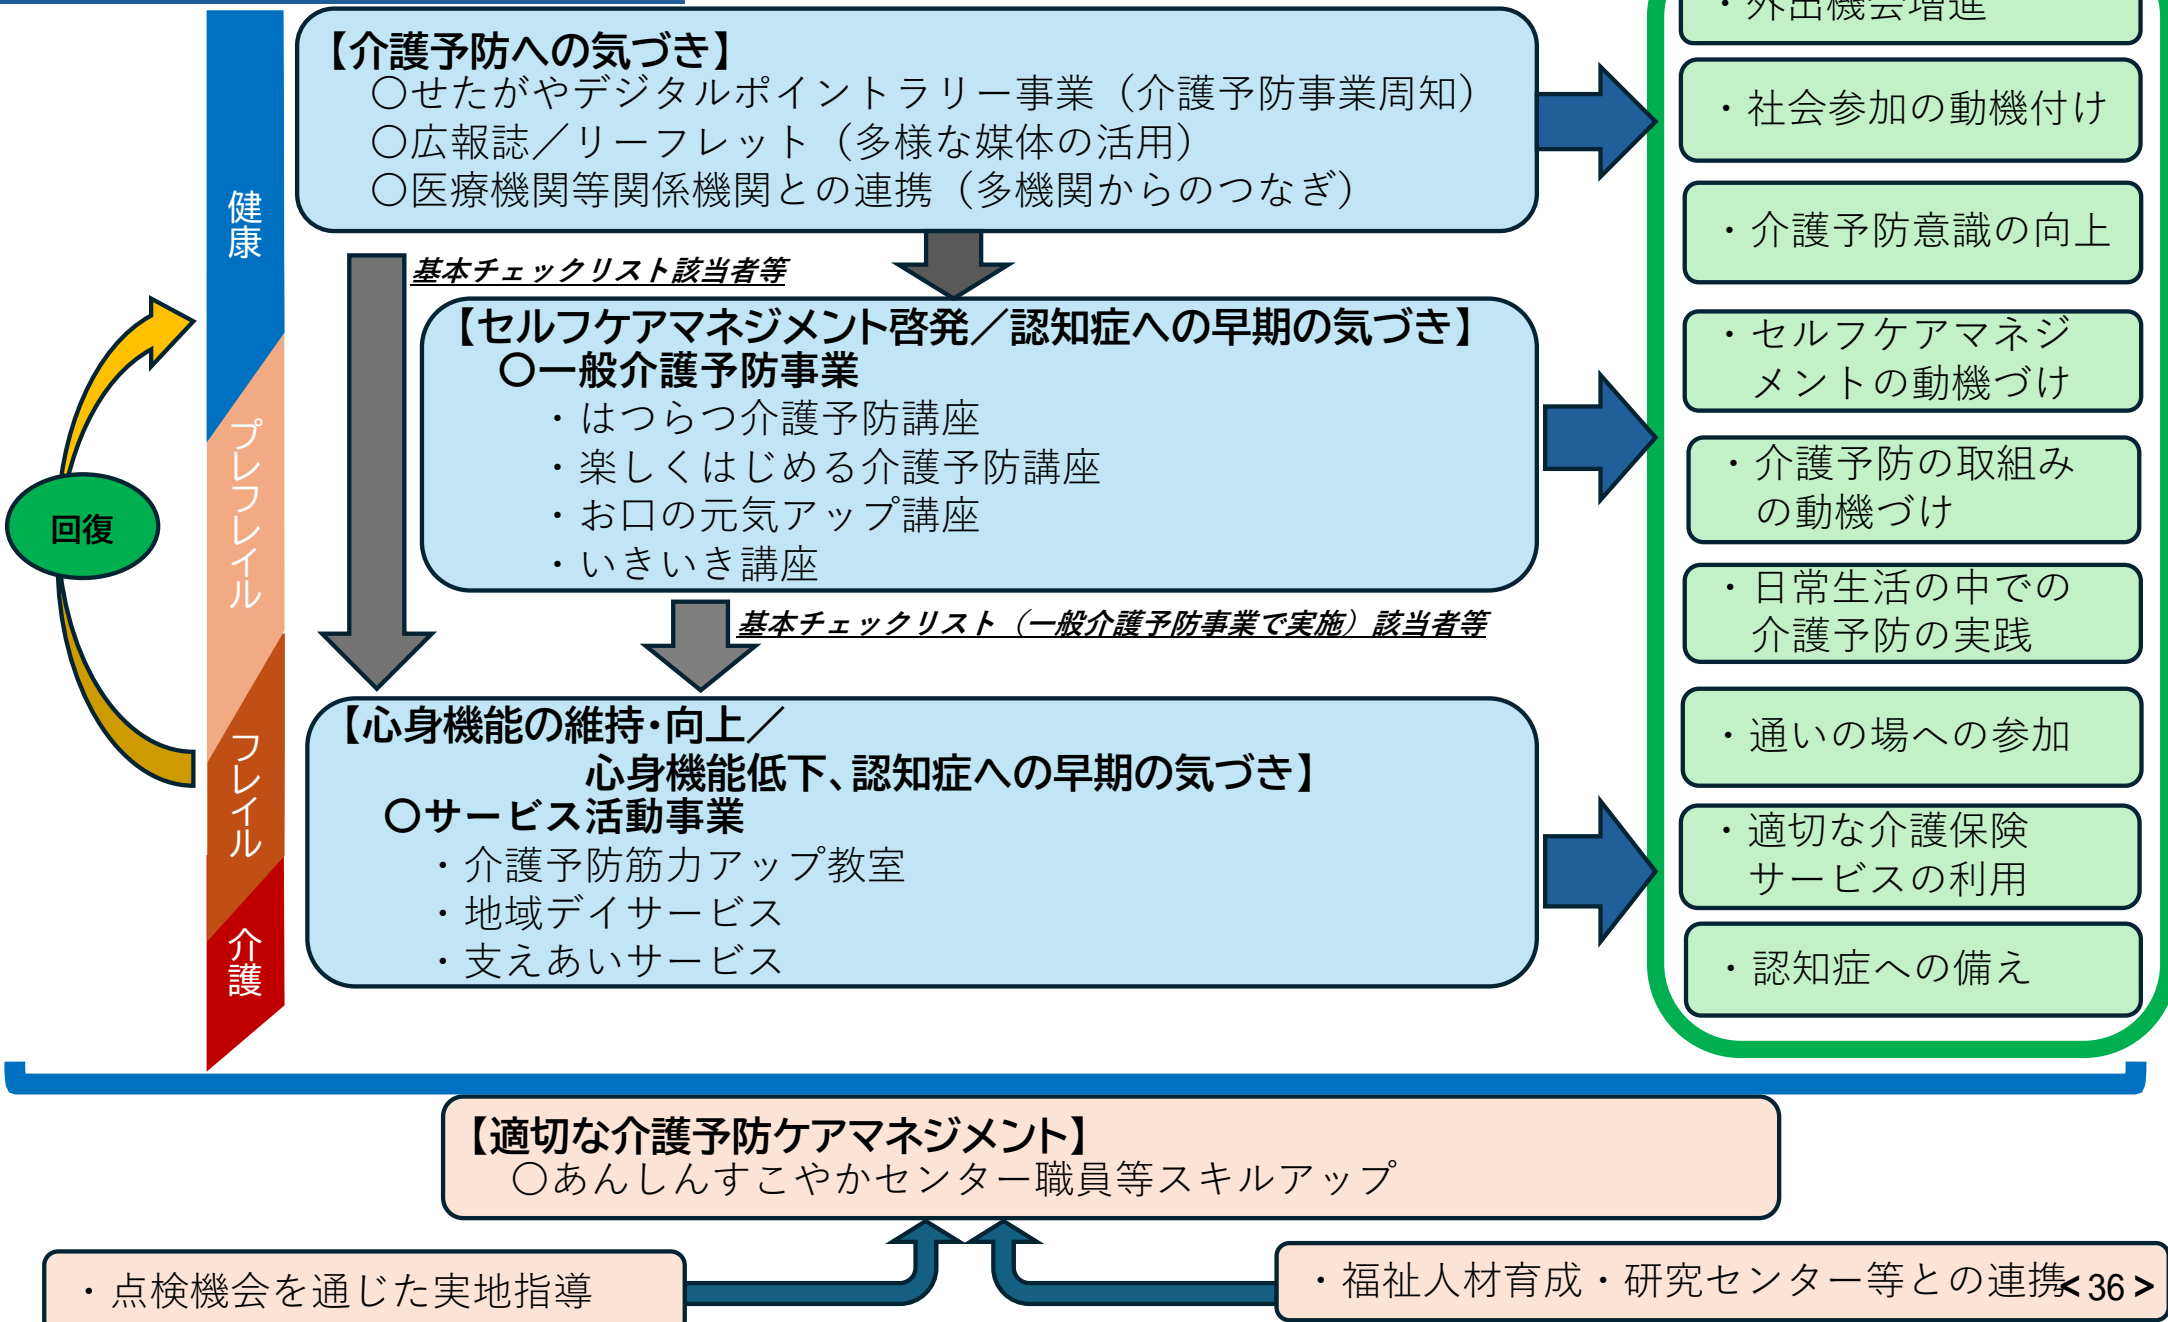 【介護予防への気づき】
〇せたがやデジタルポイントラリー事業（介護予防事業周知）
〇広報誌／リーフレット（多様な媒体の活用）
〇医療機関等関係機関との連携（多機関からのつなぎ）
基本チェックリスト該当者等
【セルフケアマネジメント啓発／認知症への早期の気づき】
〇一般介護予防事業
・はつらつ介護予防講座
・楽しくはじめる介護予防講座
・お口の元気アップ講座
・いきいき講座
基本チェックリスト（一般介護予防事業で実施）該当者等
【心身機能の維持・向上／
心身機能低下、認知症への早期の気づき】
〇サービス活動事業
・介護予防筋力アップ教室
・地域デイサービス
・支えあいサービス
健康
プレフレイル
フレイル
介護
回復
・外出機会増進
・社会参加の動機付け
・介護予防意識の向上
・セルフケアマネジ
メントの動機づけ
・介護予防の取組み
の動機づけ
・日常生活の中での
介護予防の実践
・通いの場への参加
・適切な介護保険
サービスの利用
・認知症への備え
【適切な介護予防ケアマネジメント】
〇あんしんすこやかセンター職員等スキルアップ
・点検機会を通じた実地指導
・福祉人材育成・研究センター等との連携
< 36 >